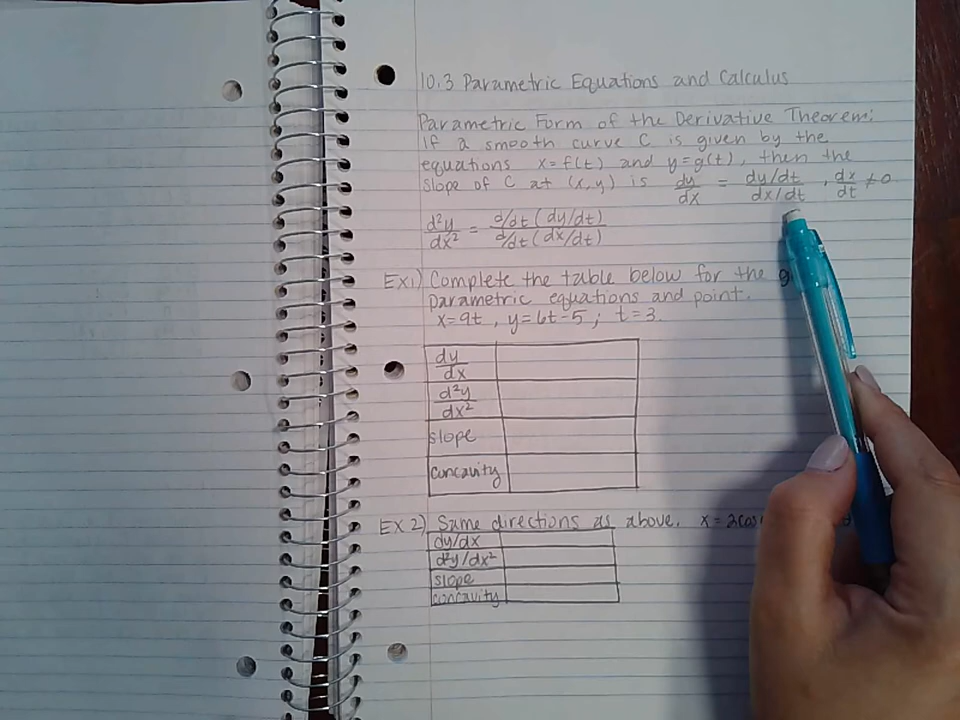 10.3 Parametric Equations and Calculus
Parametric Form of the Derivative Theorem:
If a smooth curve C is given by the
equations x=f(t) and y=g(t), then the
slope of C at (x,y) is dy/dx = (dy/dt)/(dx/dt), dx/dt ≠ 0
d²y/dx² = (d/dt (dy/dt))/(d/dt (dx/dt))
EX 1) Complete the table below for the
parametric equations and point.
x=9t, y=6t-5; t=3.
dy/dx
d²y/dx²
slope
concavity
EX 2) Same directions as above. x=2cos
dy/dx
d²y/dx²
slope
concavity